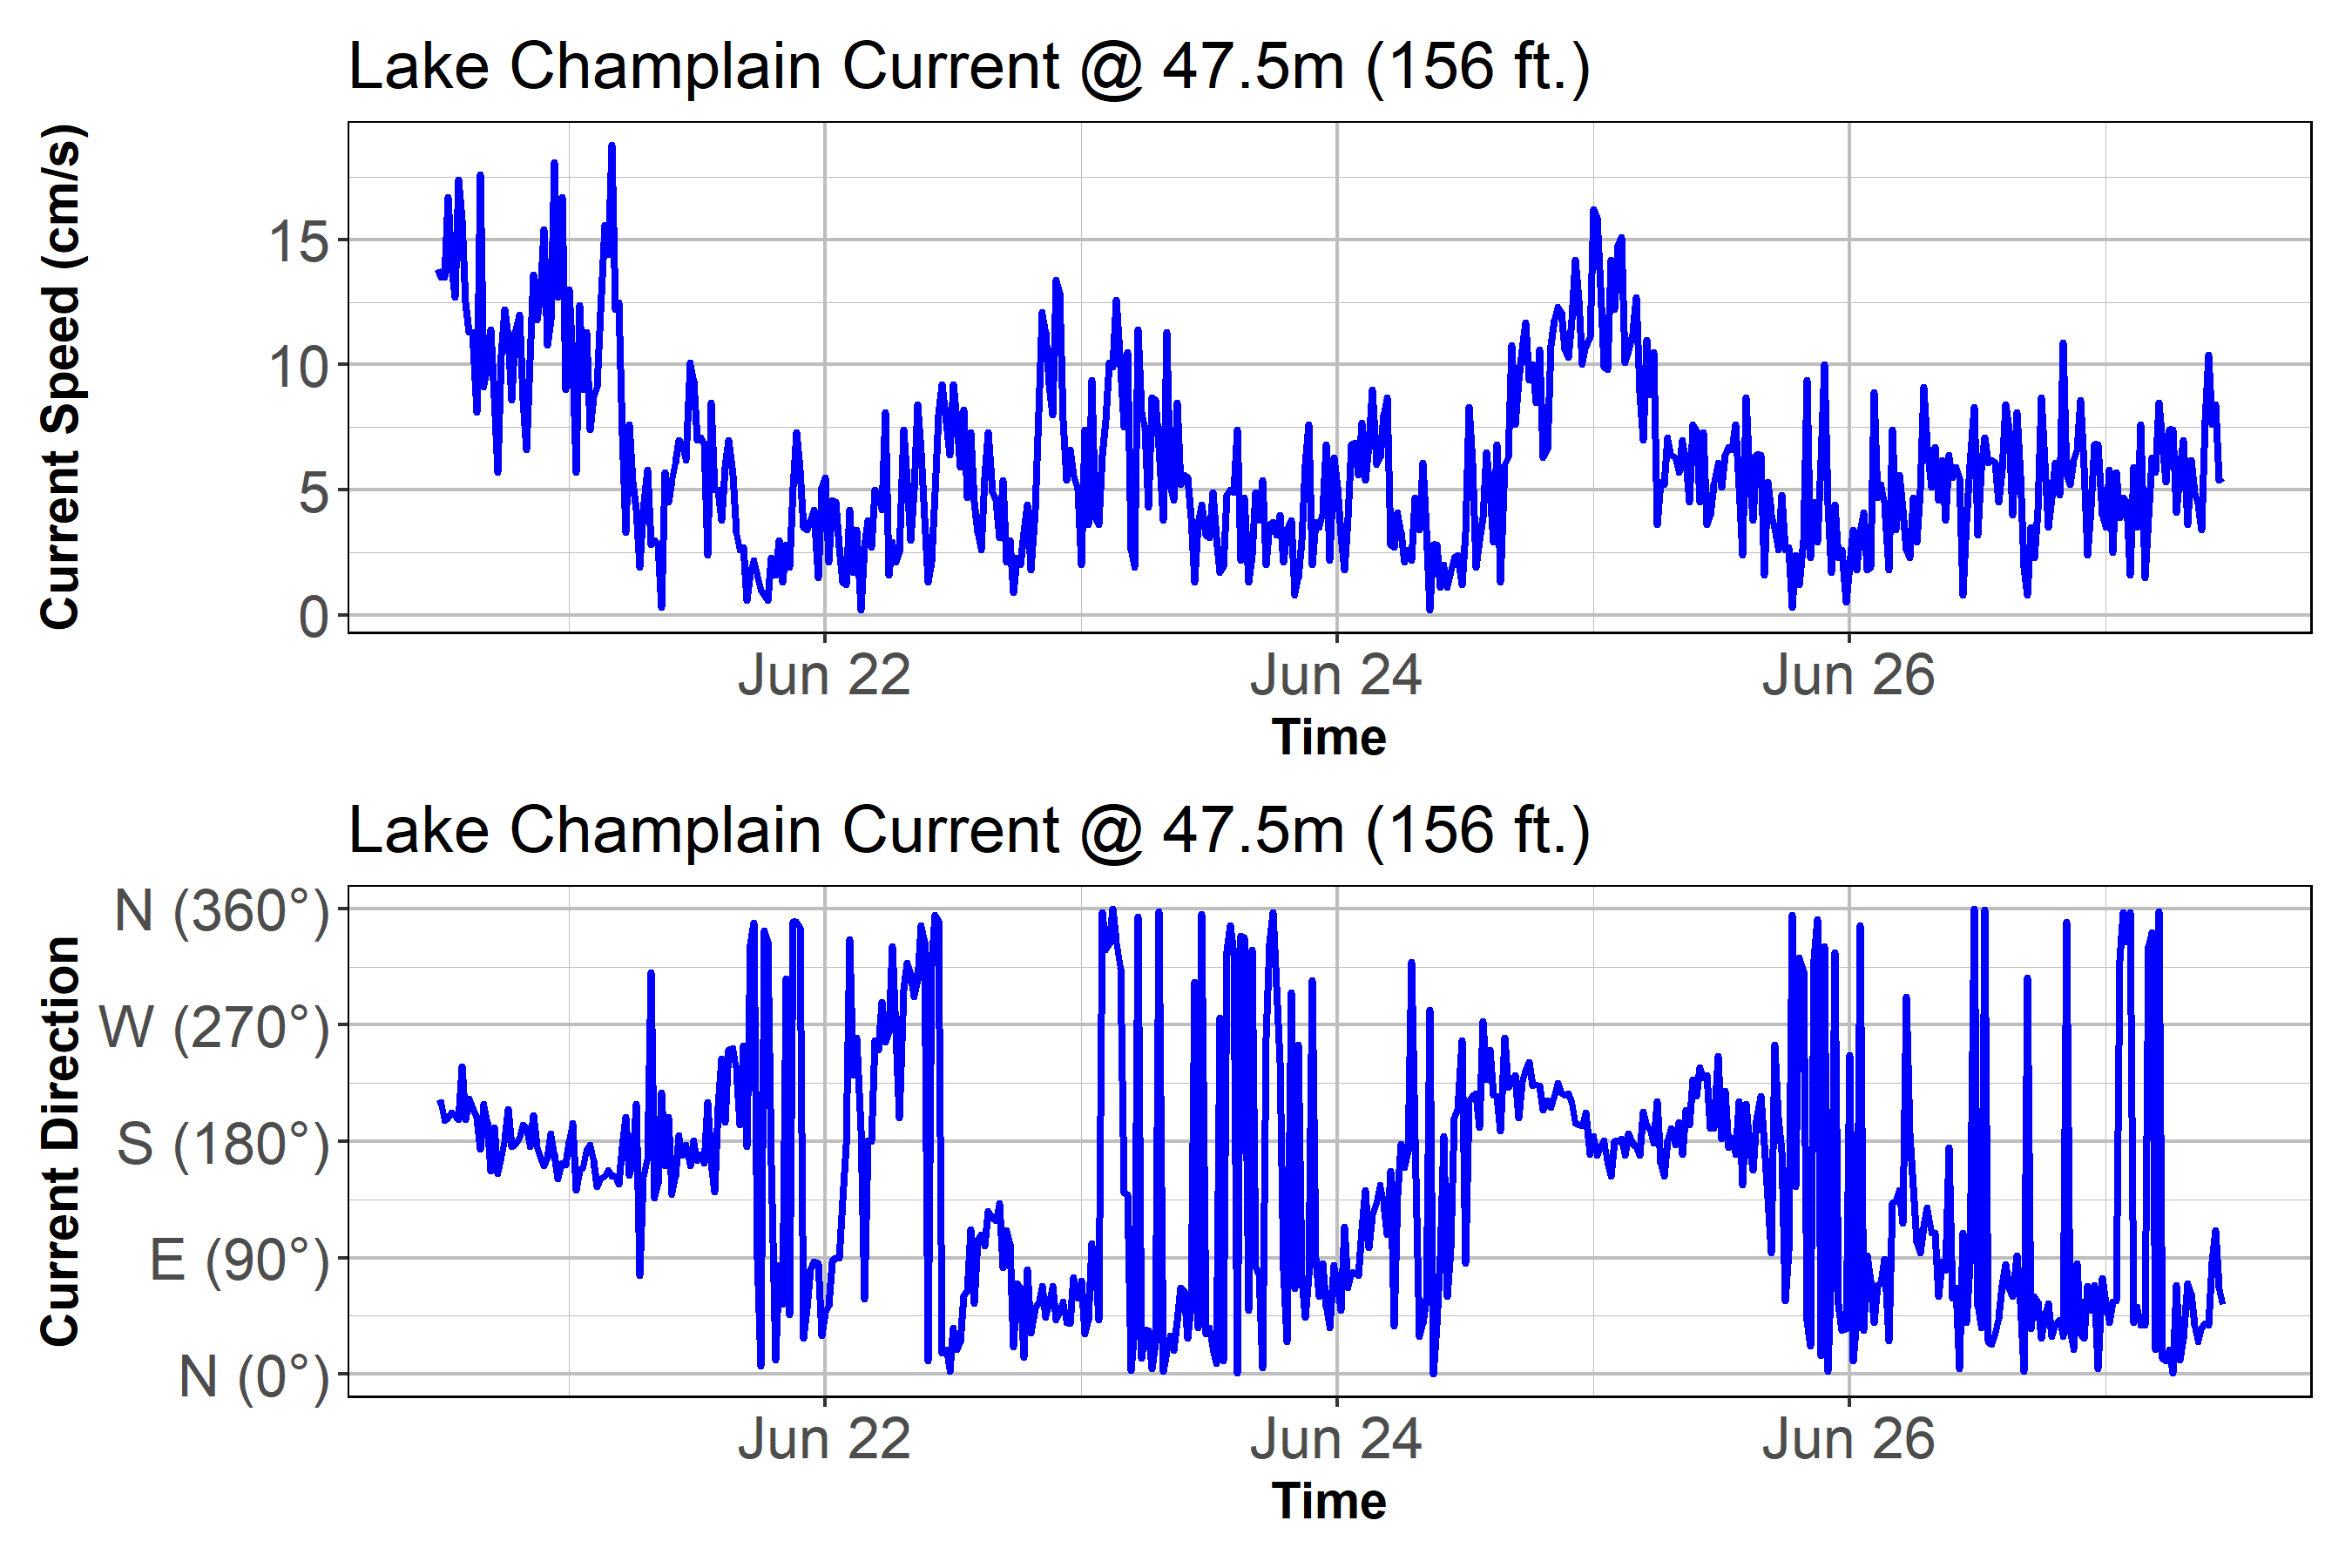 Lake Champlain Current @ 47.5m (156 ft.)
Current Speed (cm/s)
15
10
5
0
Jun 22 Jun 24 Jun 26
Time
Lake Champlain Current @ 47.5m (156 ft.)
Current Direction
N (360°)
W (270°)
S (180°)
E (90°)
N (0°)
Jun 22 Jun 24 Jun 26
Time